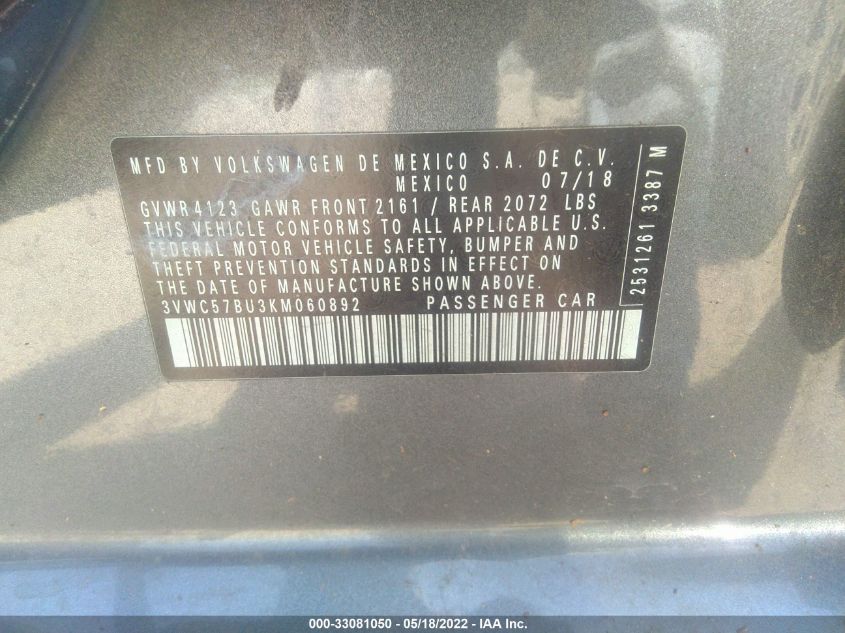 MFD BY VOLKSWAGEN DE MEXICO S.A. DE C.V.
MEXICO 07/18
GVWR 4123 GAWR FRONT 2161 / REAR 2072 LBS
THIS VEHICLE CONFORMS TO ALL APPLICABLE U.S.
FEDERAL MOTOR VEHICLE SAFETY, BUMPER AND
THEFT PREVENTION STANDARDS IN EFFECT ON
THE DATE OF MANUFACTURE SHOWN ABOVE.
3VWC57BU3KM060892 PASSENGER CAR
2531261 3387 M
000-33081050 - 05/18/2022 - IAA Inc.